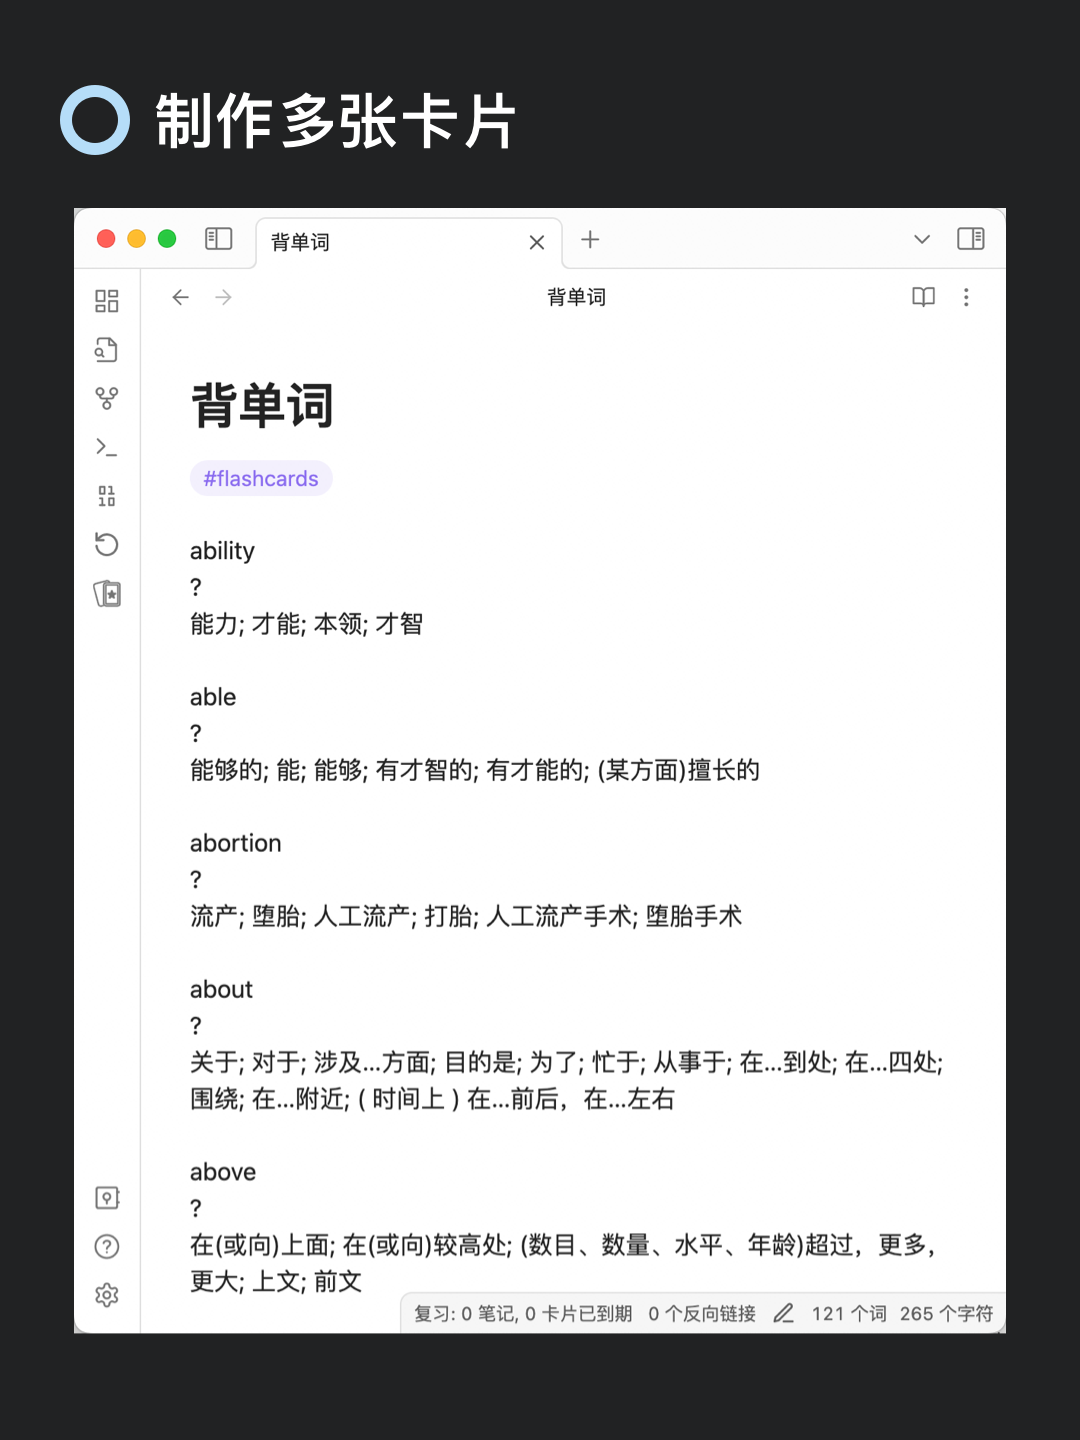 制作多张卡片
背单词
背单词
背单词
#flashcards
ability
?
能力; 才能; 本领; 才智
able
?
能够的; 能; 能够; 有才智的; 有才能的; (某方面)擅长的
abortion
?
流产; 堕胎; 人工流产; 打胎; 人工流产手术; 堕胎手术
about
?
关于; 对于; 涉及...方面; 目的是; 为了; 忙于; 从事于; 在...到处; 在...四处;
围绕; 在...附近; ( 时间上 ) 在...前后，在...左右
above
?
在(或向)上面; 在(或向)较高处; (数目、数量、水平、年龄)超过，更多，
更大; 上文; 前文
复习: 0 笔记, 0 卡片已到期 0 个反向链接 121 个词 265 个字符